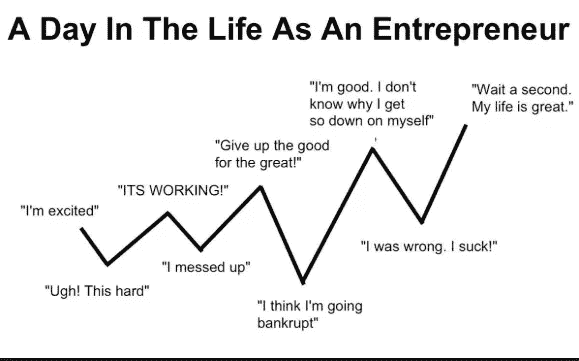 A Day In The Life As An Entrepreneur
"I'm excited"
"Ugh! This hard"
"ITS WORKING!"
"I messed up"
"Give up the good
for the great!"
"I think I'm going
bankrupt"
"I'm good. I don't
know why I get
so down on myself"
"I was wrong. I suck!"
"Wait a second.
My life is great."